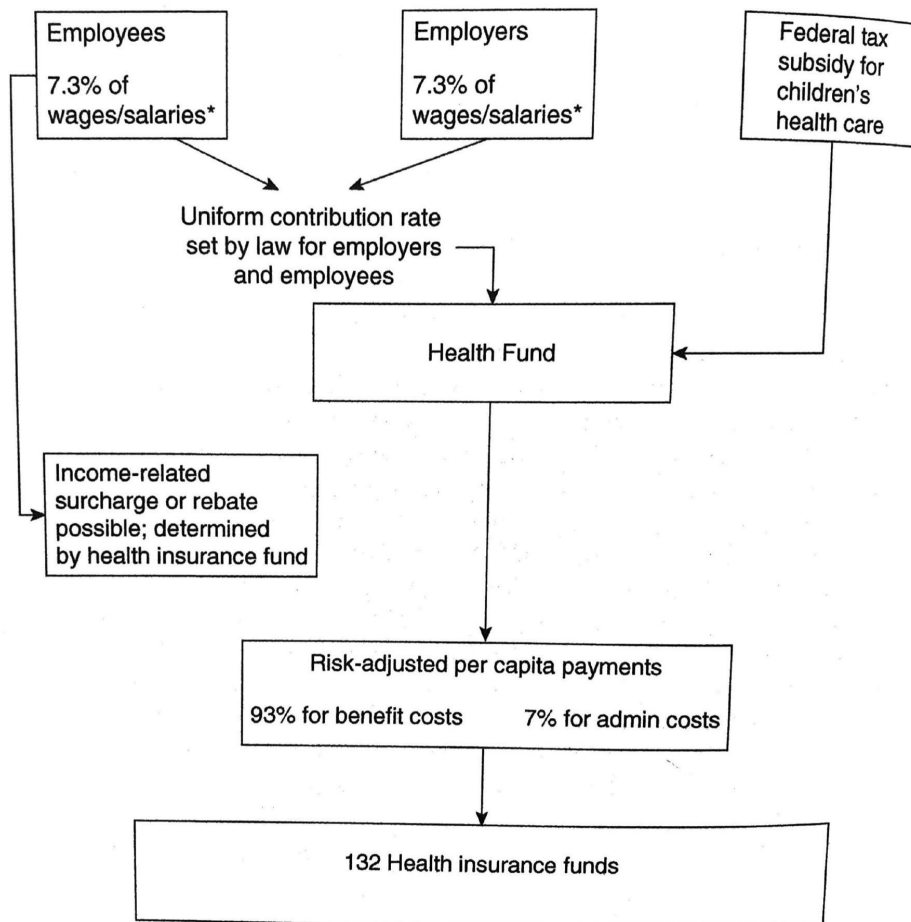 Employees
7.3% of
wages/salaries*
Employers
7.3% of
wages/salaries*
Federal tax
subsidy for
children's
health care
Uniform contribution rate
set by law for employers
and employees
Health Fund
Income-related
surcharge or rebate
possible; determined
by health insurance fund
Risk-adjusted per capita payments
93% for benefit costs 7% for admin costs
132 Health insurance funds